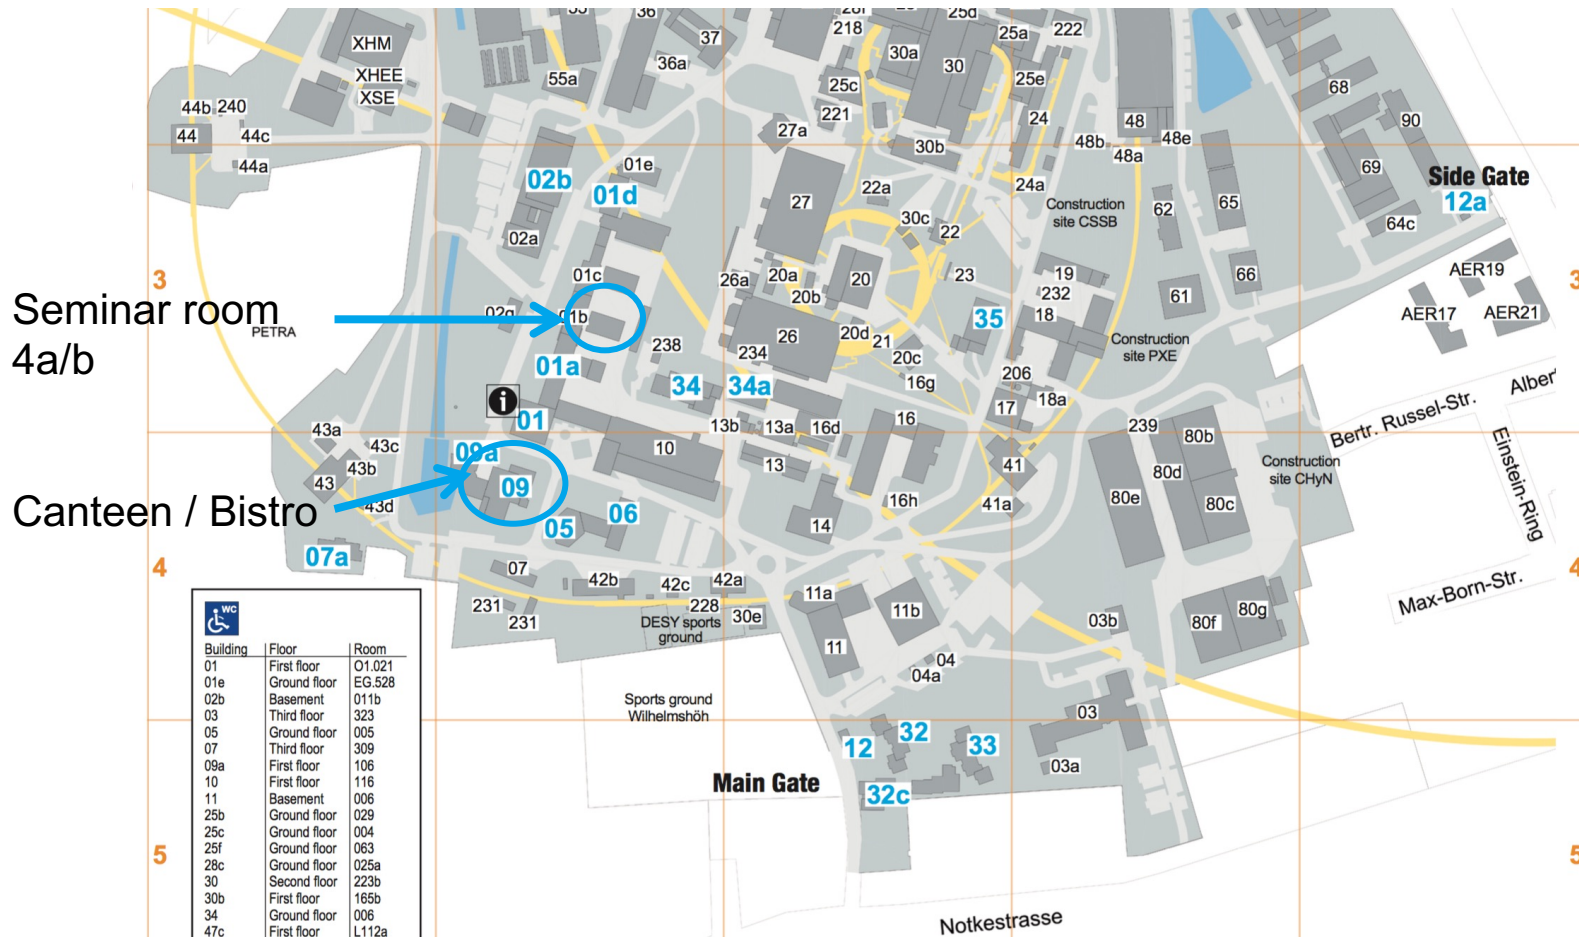 55
36
37
36a
55a
XHM
XHEE
XSE
44b
240
44
44c
44a
28f
218
25d
30a
30
25a
222
25e
25c
221
24
27a
30b
48
48b
48a
48e
68
90
69
Side Gate
12a
64c
02b
01e
01d
02a
27
22a
24a
30c
22
Construction
site CSSB
62
65
66
AER19
AER17
AER21
3
3
01c
26a
20a
20b
20
23
19
232
18
61
Seminar room
4a/b
PETRA
02g
01b
238
26
234
20d
21
20c
35
Construction
site PXE
01a
34
34a
16g
206
17
18a
Albert
Bertr. Russel-Str.
i
01
13b
13a
16d
16
239
80b
43a
43c
43b
43
43d
09a
09
10
13
41
41a
16h
80d
80e
80c
Construction
site CHyN
Einstein-Ring
Canteen / Bistro
05
06
14
07a
4
4
07
42b
42c
42a
228
231
231
30e
DESY sports
ground
11a
11b
11
04
04a
03b
80f
80g
Max-Born-Str.
Sports ground
Wilhelmshöh
03
03a
12
32
33
32c
Main Gate
5
5
Notkestrasse
WC
Building Floor Room
01 First floor O1.021
01e Ground floor EG.528
02b Basement 011b
03 Third floor 323
05 Ground floor 005
07 Third floor 309
09a First floor 106
10 First floor 116
11 Basement 006
25b Ground floor 029
25c Ground floor 004
25f Ground floor 063
28c Ground floor 025a
30 Second floor 223b
30b First floor 165b
34 Ground floor 006
47c First floor L112a